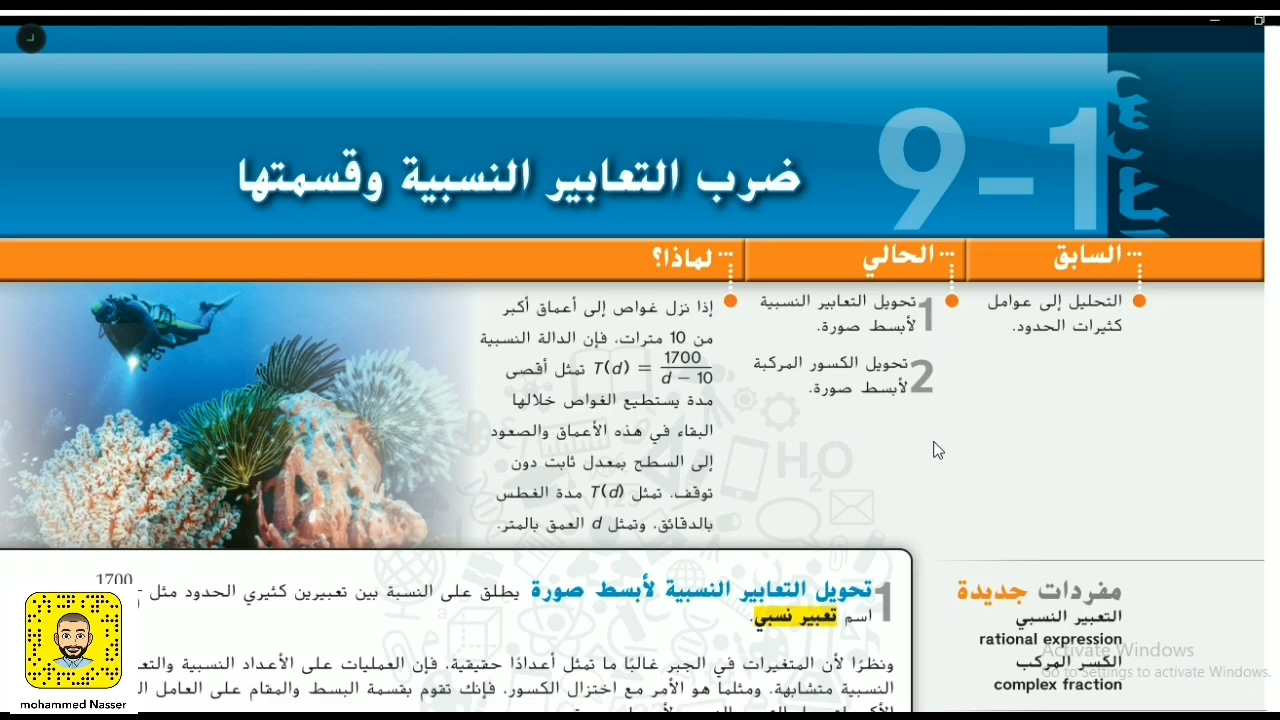 الدرس
9-1
ضرب التعابير النسبية وقسمتها
السابق
التحليل إلى عوامل
كثيرات الحدود.
الحالي
1 تحويل التعابير النسبية
لأبسط صورة.
2 تحويل الكسور المركبة
لأبسط صورة.
لماذا؟
إذا نزل غواص إلى أعماق أكبر
من 10 مترات، فإن الدالة النسبية
T(d) = 1700 / d − 10 تمثل أقصى
مدة يستطيع الغواص خلالها
البقاء في هذه الأعماق والصعود
إلى السطح بمعدل ثابت دون
توقف. تمثل T(d) مدة الغطس
بالدقائق، وتمثل d العمق بالمتر.
H2O
مفردات جديدة
التعبير النسبي
rational expression
الكسر المركب
complex fraction
1 تحويل التعابير النسبية لأبسط صورة يطلق على النسبة بين تعبيرين كثيري الحدود مثل 1700
اسم تعبير نسبي.
ونظرًا لأن المتغيرات في الجبر غالبًا ما تمثل أعدادًا حقيقية، فإن العمليات على الأعداد النسبية
النسبية متشابهة. ومثلما هو الأمر مع اختزال الكسور، فإنك تقوم بقسمة البسط والمقام على العامل
Activate Windows
Go to Settings to activate Windows.
mohammed Nasser